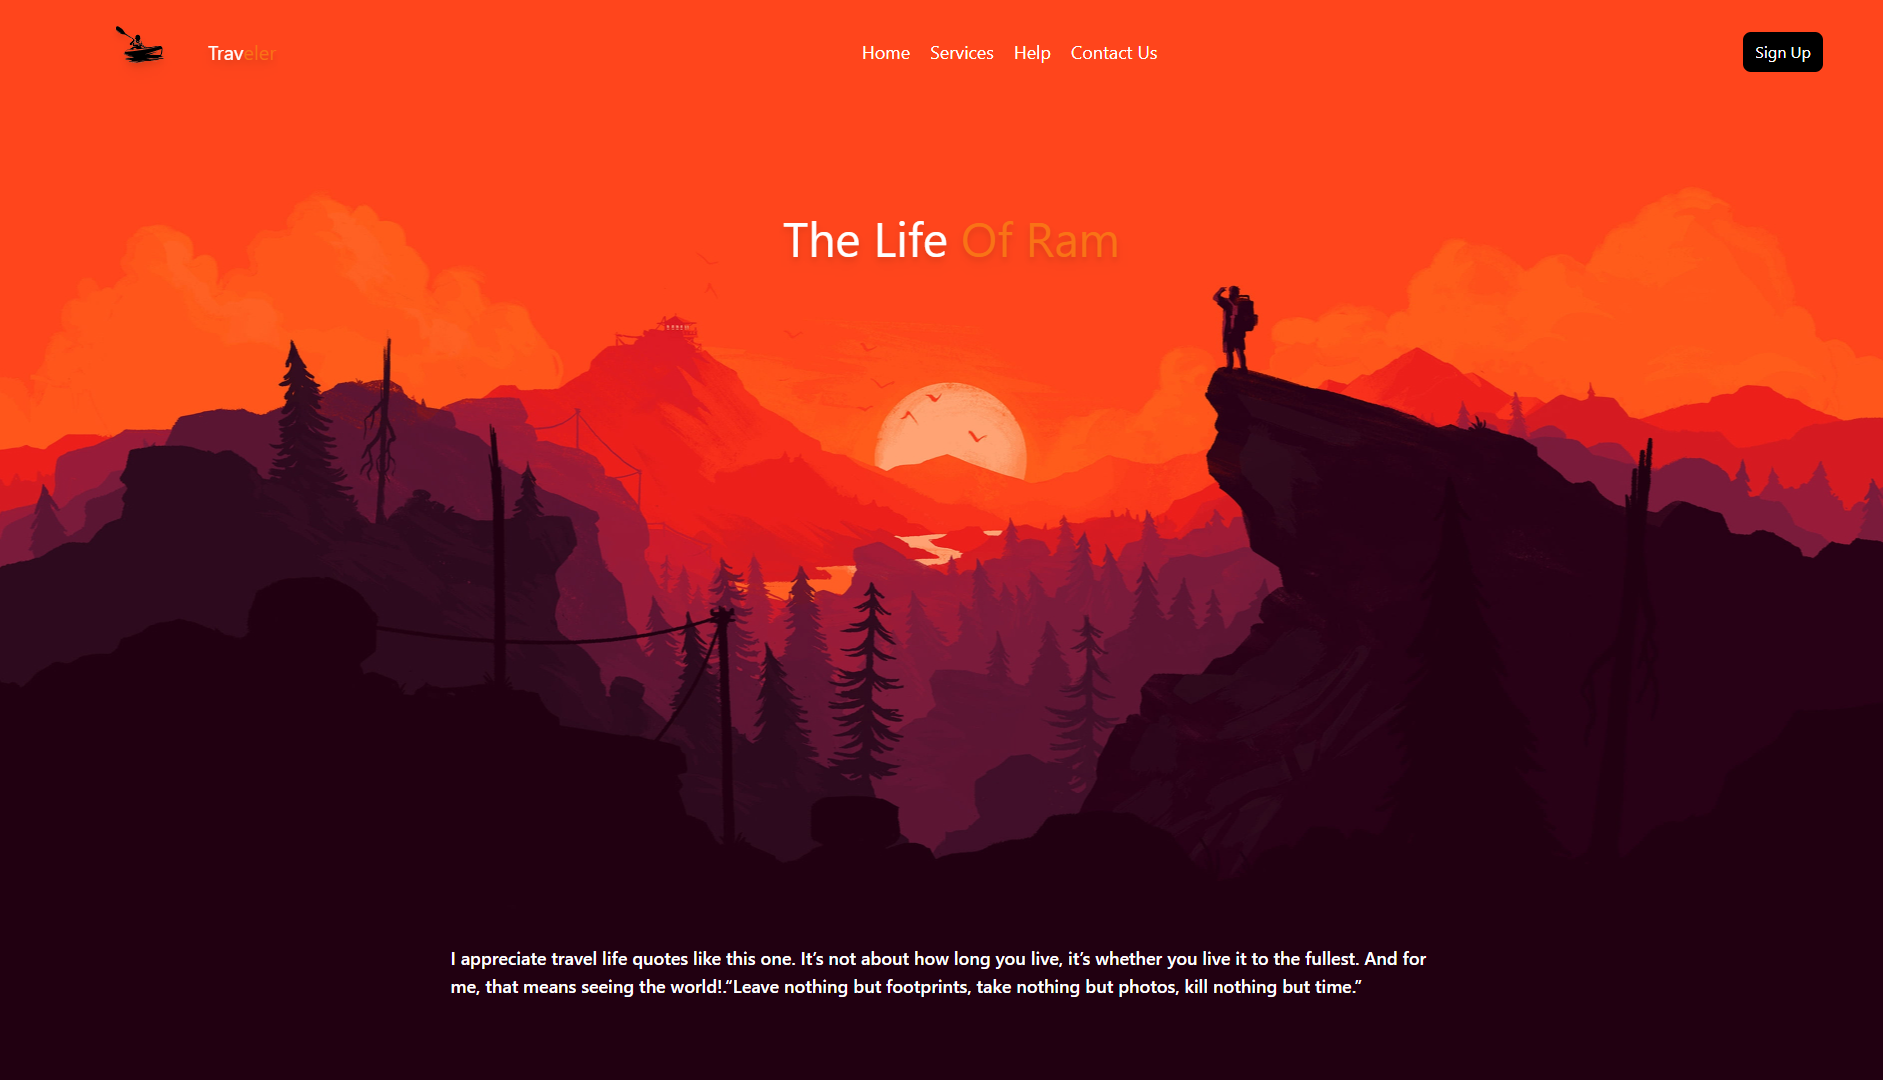 Traveler
Home Services Help Contact Us
Sign Up
The Life Of Ram
I appreciate travel life quotes like this one. It’s not about how long you live, it’s whether you live it to the fullest. And for
me, that means seeing the world!.“Leave nothing but footprints, take nothing but photos, kill nothing but time.”